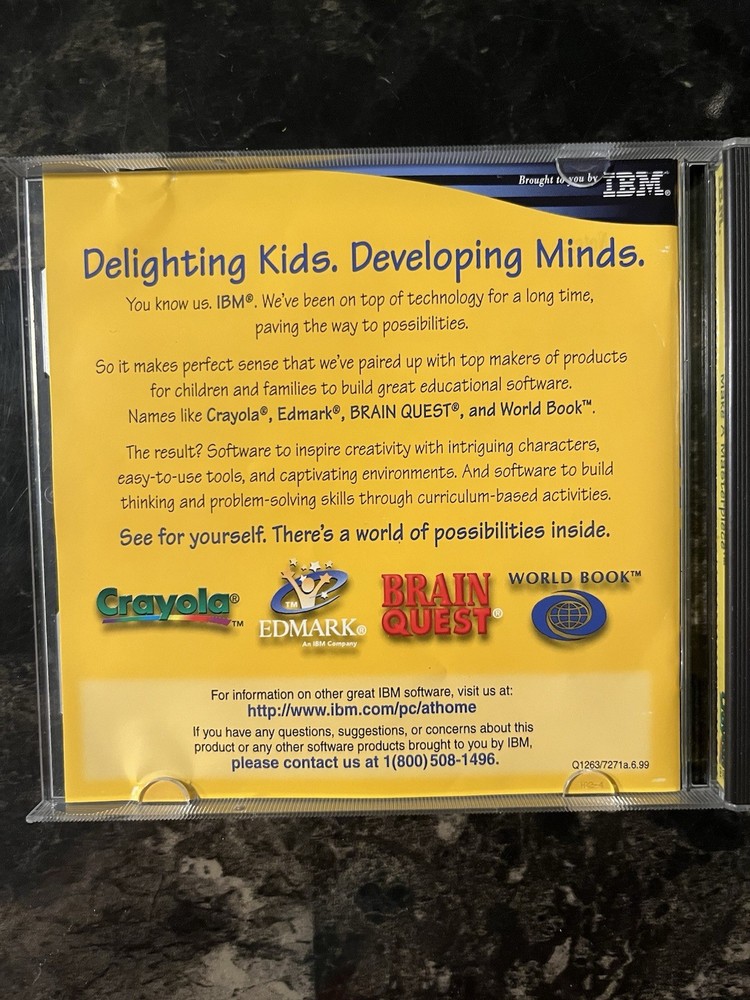 Brought to you by IBM®
Delighting Kids. Developing Minds.
You know us. IBM®. We've been on top of technology for a long time,
paving the way to possibilities.
So it makes perfect sense that we've paired up with top makers of products
for children and families to build great educational software.
Names like Crayola®, Edmark®, BRAIN QUEST®, and World Book™.
The result? Software to inspire creativity with intriguing characters,
easy-to-use tools, and captivating environments. And software to build
thinking and problem-solving skills through curriculum-based activities.
See for yourself. There's a world of possibilities inside.
Crayola®™
™
EDMARK®
An IBM Company
BRAIN
QUEST®
WORLD BOOK™
For information on other great IBM software, visit us at:
http://www.ibm.com/pc/athome
If you have any questions, suggestions, or concerns about this
product or any other software products brought to you by IBM,
please contact us at 1(800)508-1496.
Q1263/7271a.6.99
IBM
Make A Masterpiece